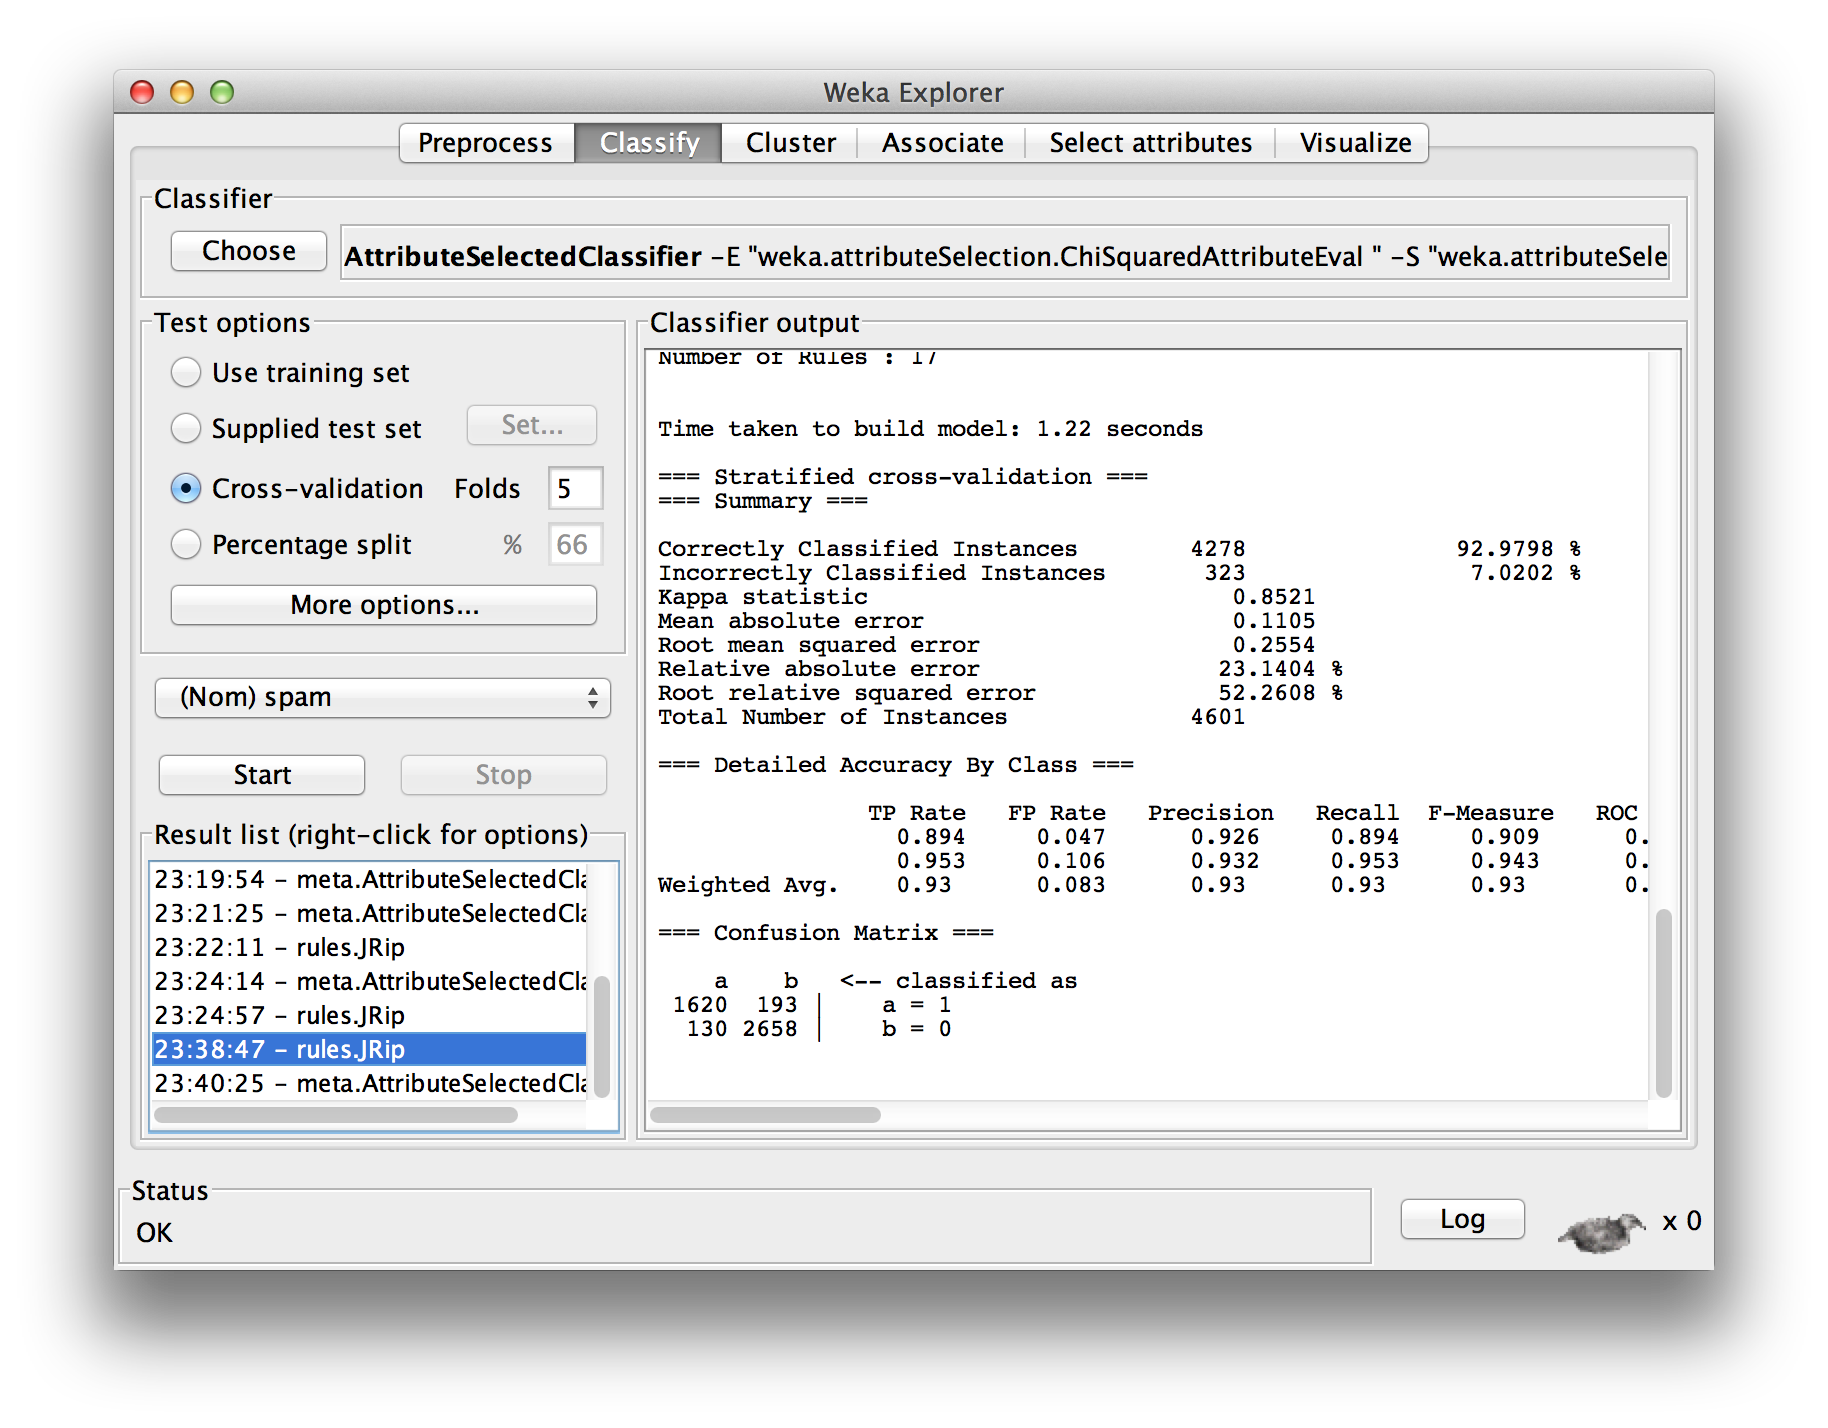 Weka Explorer
Preprocess Classify Cluster Associate Select attributes Visualize
Classifier
Choose AttributeSelectedClassifier -E "weka.attributeSelection.ChiSquaredAttributeEval " -S "weka.attributeSele
Test options
Use training set
Supplied test set Set...
Cross-validation Folds 5
Percentage split % 66
More options...
(Nom) spam
Start Stop
Result list (right-click for options)
23:19:54 - meta.AttributeSelectedCla
23:21:25 - meta.AttributeSelectedCla
23:22:11 - rules.JRip
23:24:14 - meta.AttributeSelectedCla
23:24:57 - rules.JRip
23:38:47 - rules.JRip
23:40:25 - meta.AttributeSelectedCla
Classifier output
Number of Rules : 17
Time taken to build model: 1.22 seconds
=== Stratified cross-validation ===
=== Summary ===
Correctly Classified Instances 4278 92.9798 %
Incorrectly Classified Instances 323 7.0202 %
Kappa statistic 0.8521
Mean absolute error 0.1105
Root mean squared error 0.2554
Relative absolute error 23.1404 %
Root relative squared error 52.2608 %
Total Number of Instances 4601
=== Detailed Accuracy By Class ===
TP Rate FP Rate Precision Recall F-Measure ROC
0.894 0.047 0.926 0.894 0.909 0.
0.953 0.106 0.932 0.953 0.943 0.
Weighted Avg. 0.93 0.083 0.93 0.93 0.93 0.
=== Confusion Matrix ===
a b <-- classified as
1620 193 | a = 1
130 2658 | b = 0
Status
OK
Log x 0